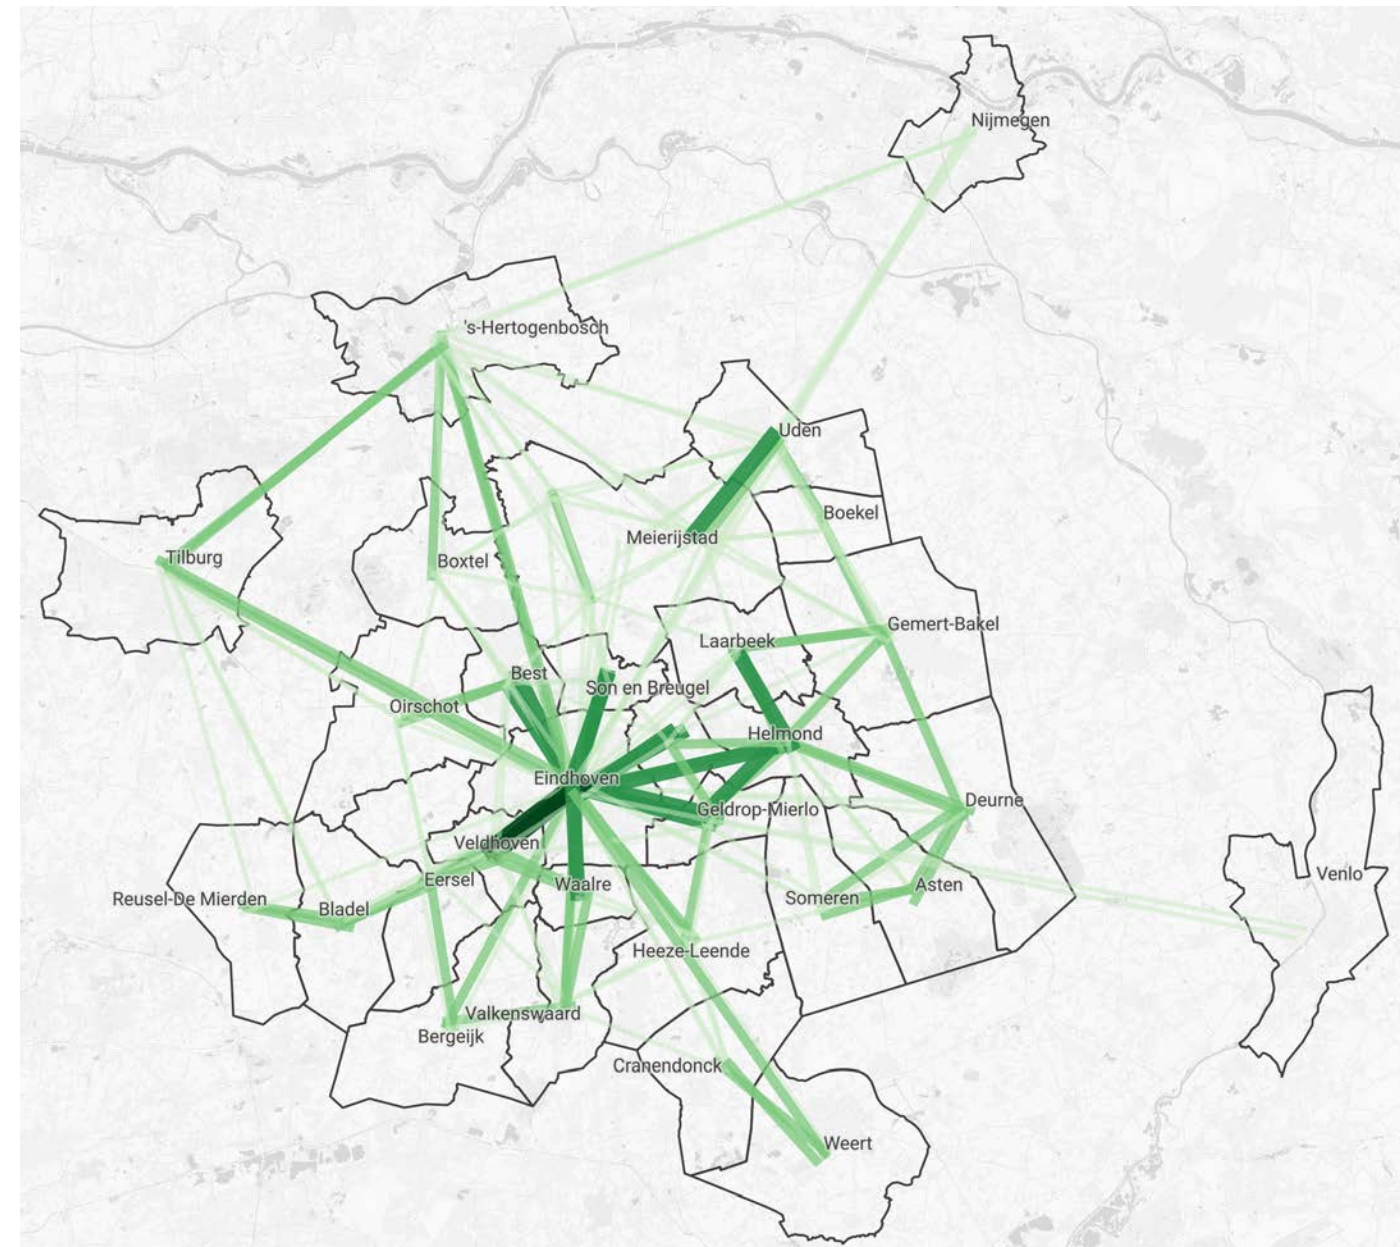 Nijmegen
's-Hertogenbosch
Uden
Boekel
Meierijstad
Tilburg
Boxtel
Gemert-Bakel
Laarbeek
Best
Son en Breugel
Oirschot
Helmond
Eindhoven
Deurne
Geldrop-Mierlo
Veldhoven
Venlo
Eersel
Waalre
Asten
Reusel-De Mierden
Bladel
Someren
Heeze-Leende
Valkenswaard
Bergeijk
Cranendonck
Weert